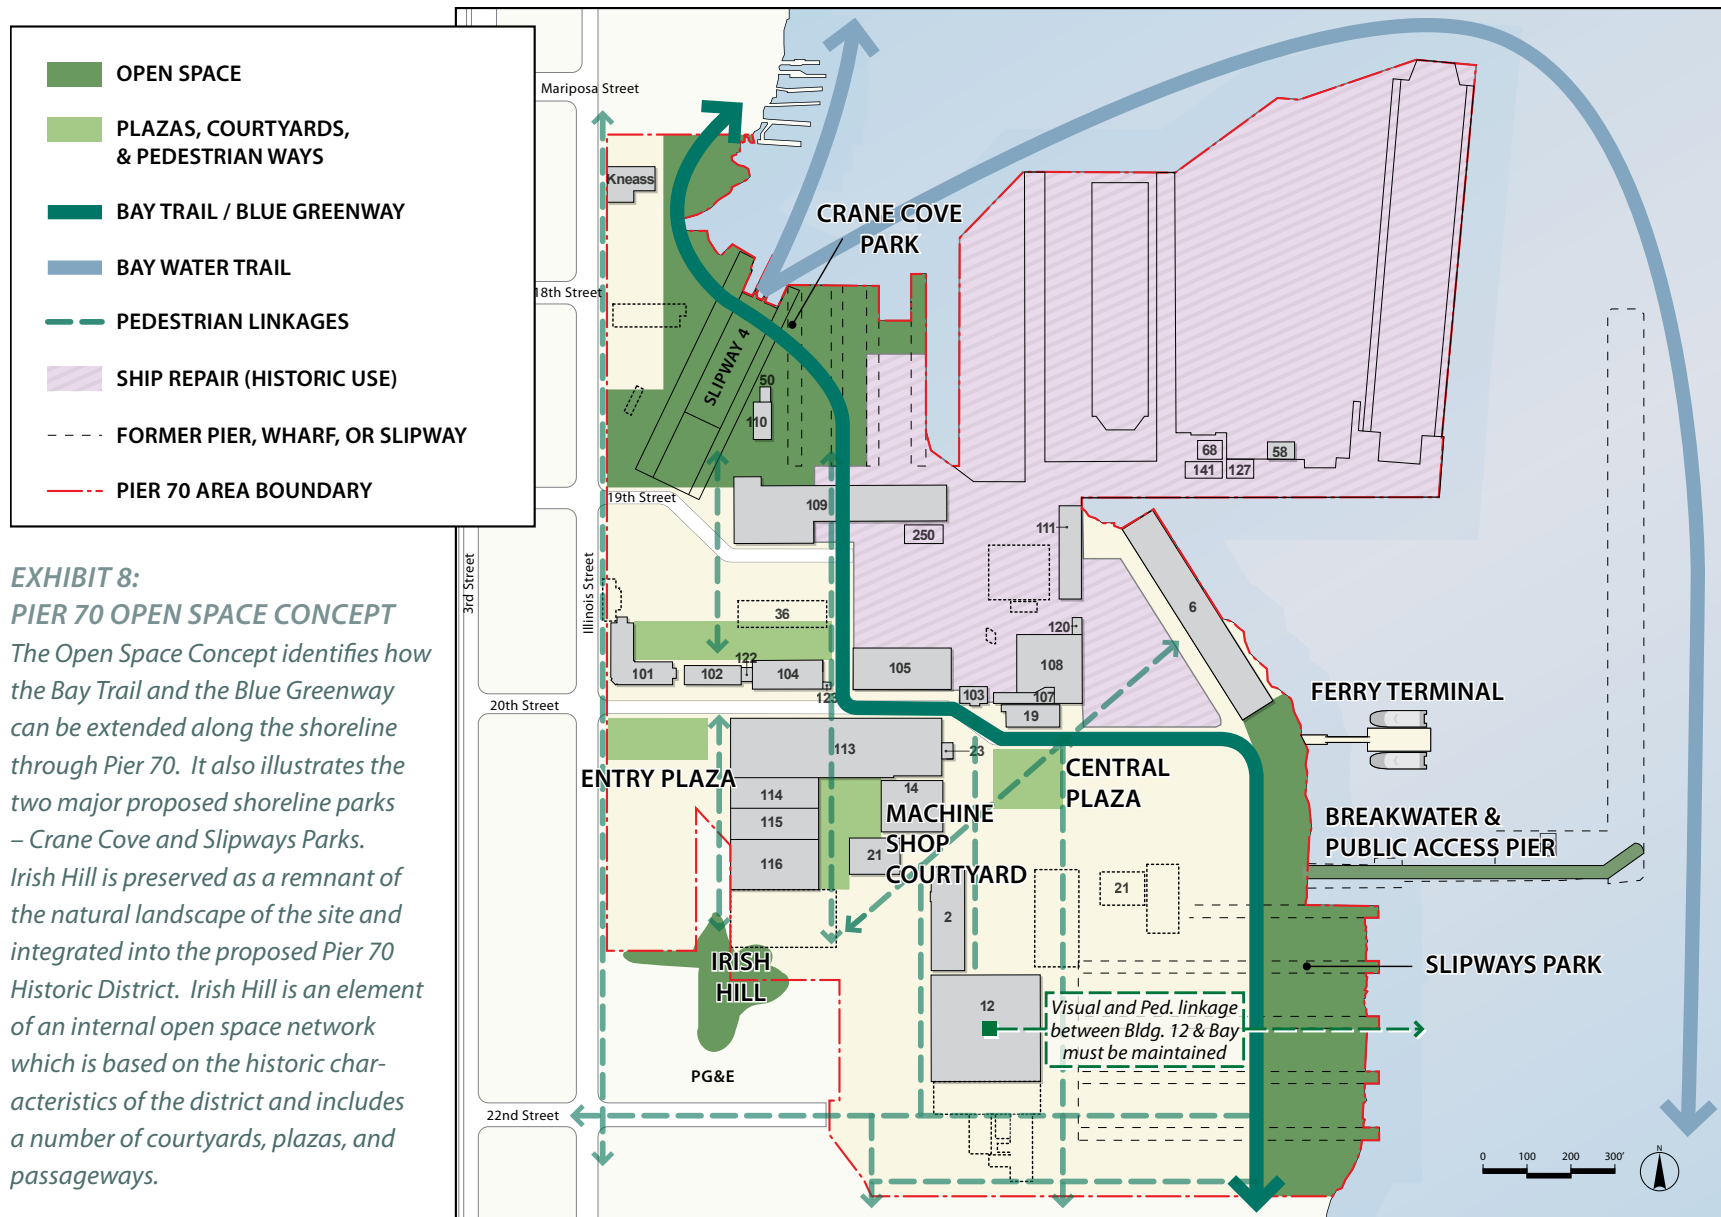 OPEN SPACE
PLAZAS, COURTYARDS,
& PEDESTRIAN WAYS
BAY TRAIL / BLUE GREENWAY
BAY WATER TRAIL
PEDESTRIAN LINKAGES
SHIP REPAIR (HISTORIC USE)
FORMER PIER, WHARF, OR SLIPWAY
PIER 70 AREA BOUNDARY
EXHIBIT 8:
PIER 70 OPEN SPACE CONCEPT
The Open Space Concept identifies how
the Bay Trail and the Blue Greenway
can be extended along the shoreline
through Pier 70. It also illustrates the
two major proposed shoreline parks
– Crane Cove and Slipways Parks.
Irish Hill is preserved as a remnant of
the natural landscape of the site and
integrated into the proposed Pier 70
Historic District. Irish Hill is an element
of an internal open space network
which is based on the historic char-
acteristics of the district and includes
a number of courtyards, plazas, and
passageways.
Mariposa Street
Kneass
CRANE COVE
PARK
18th Street
SLIPWAY 4
50
110
68
58
141
127
19th Street
109
250
111
3rd Street
Illinois Street
36
6
120
122
101
102
104
123
105
108
103
107
19
20th Street
FERRY TERMINAL
113
23
ENTRY PLAZA
CENTRAL
PLAZA
114
14
MACHINE
SHOP
COURTYARD
115
116
21
BREAKWATER &
PUBLIC ACCESS PIER
21
2
IRISH
HILL
SLIPWAYS PARK
12
Visual and Ped. linkage
between Bldg. 12 & Bay
must be maintained
PG&E
22nd Street
0 100 200 300'
N